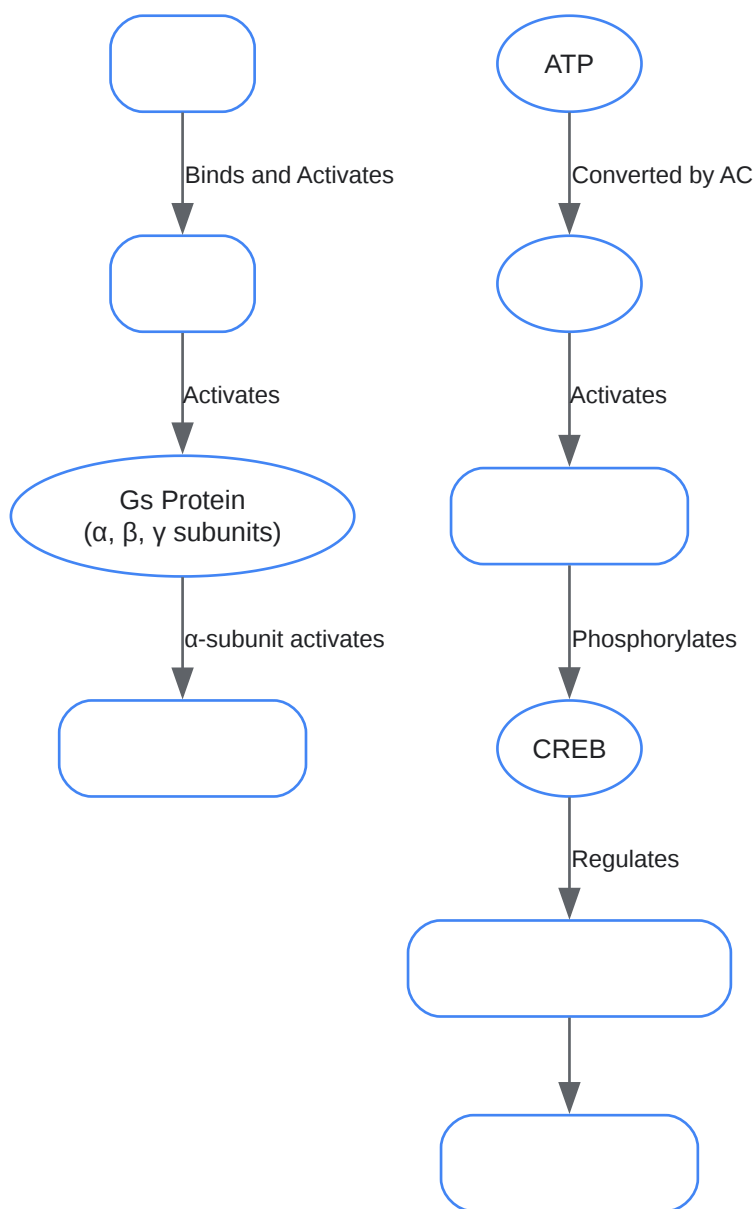 ATP
Binds and Activates
Converted by AC
Activates
Activates
Gs Protein
(α, β, γ subunits)
α-subunit activates
Phosphorylates
CREB
Regulates